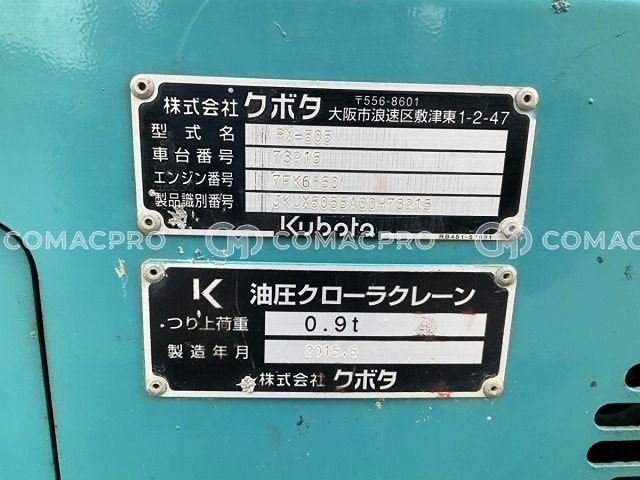 〒556-8601
株式会社 クボタ 大阪市浪速区敷津東1-2-47
型式名 RX-505
車台番号 73915
エンジン番号
製品識別番号
Kubota
COMACPRO COMACPRO COMACPRO
K 油圧クローラクレーン
つり上荷重 0.9t
製造年月 2015.6
株式会社 クボタ